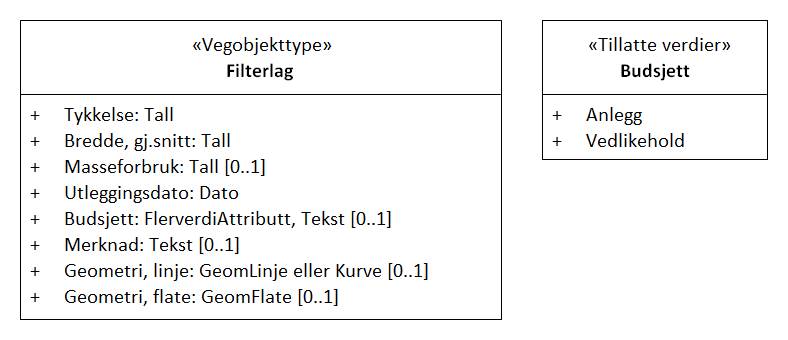 «Vegobjekttype»
Filterlag
+ Tykkelse: Tall
+ Bredde, gj.snitt: Tall
+ Masseforbruk: Tall [0..1]
+ Utleggingsdato: Dato
+ Budsjett: FlerverdiAttributt, Tekst [0..1]
+ Merknad: Tekst [0..1]
+ Geometri, linje: GeomLinje eller Kurve [0..1]
+ Geometri, flate: GeomFlate [0..1]
«Tillatte verdier»
Budsjett
+ Anlegg
+ Vedlikehold